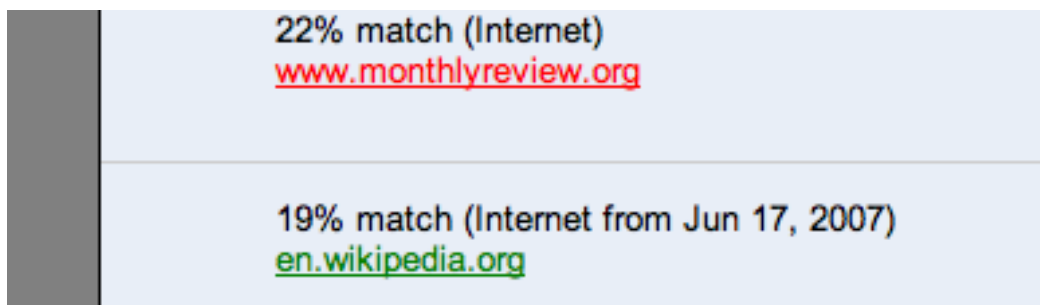 22% match (Internet)
www.monthlyreview.org
19% match (Internet from Jun 17, 2007)
en.wikipedia.org